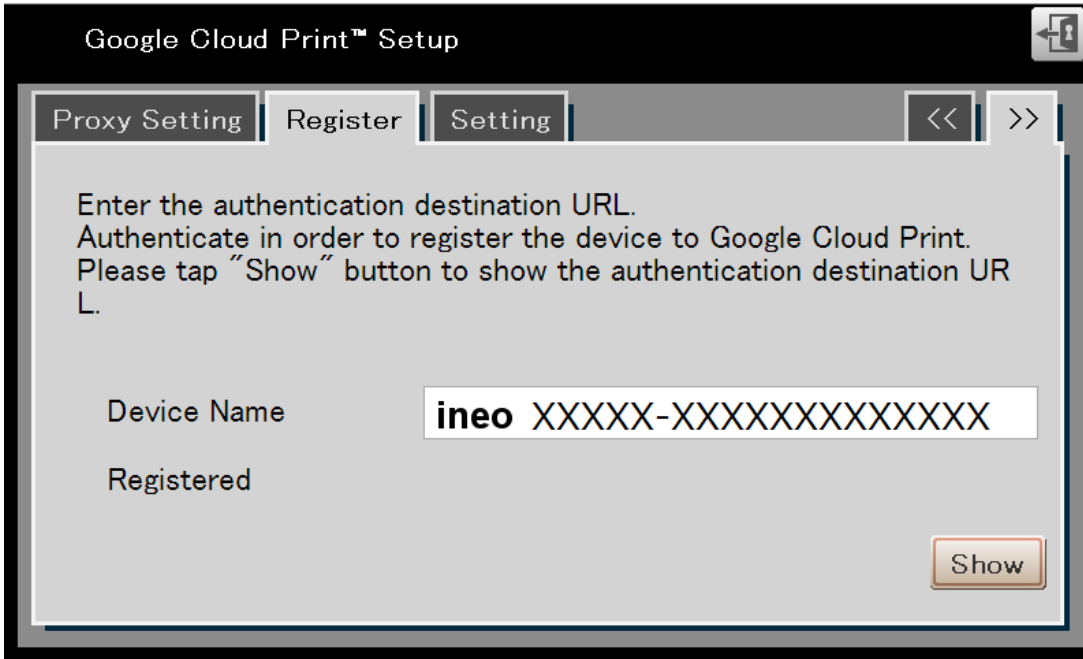 Google Cloud Print™ Setup
Proxy Setting Register Setting << >>
Enter the authentication destination URL.
Authenticate in order to register the device to Google Cloud Print.
Please tap "Show" button to show the authentication destination UR
L.
Device Name ineo XXXXX-XXXXXXXXXXXXX
Registered
Show